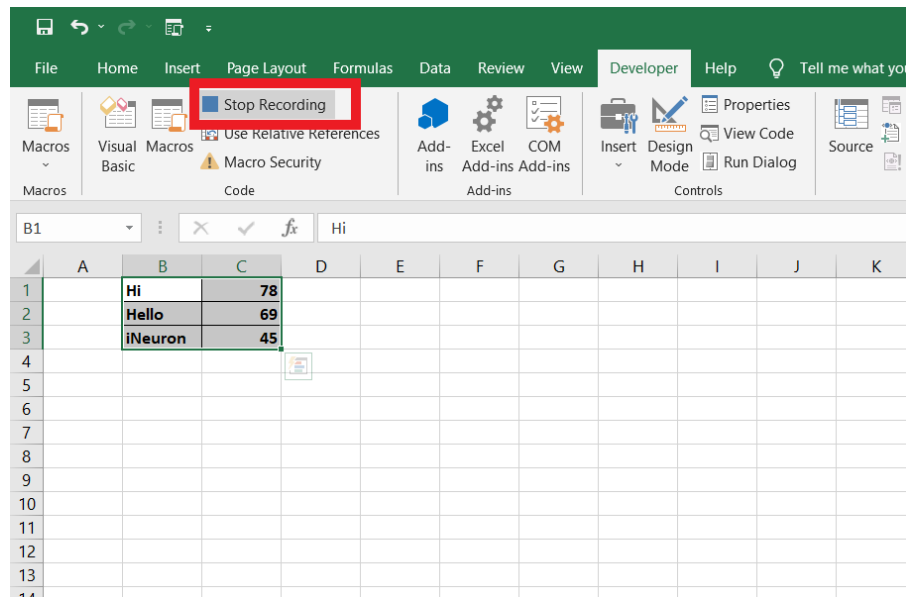 File Home Insert Page Layout Formulas Data Review View Developer Help Tell me what you
Stop Recording
Use Relative References
Macro Security
Macros
Visual Basic
Macros
Add-ins
Excel Add-ins
COM Add-ins
Insert
Design Mode
Properties
View Code
Run Dialog
Source
Macros Code Add-ins Controls
B1 fx Hi
A B C D E F G H I J K
1 Hi 78
2 Hello 69
3 iNeuron 45
4
5
6
7
8
9
10
11
12
13
14